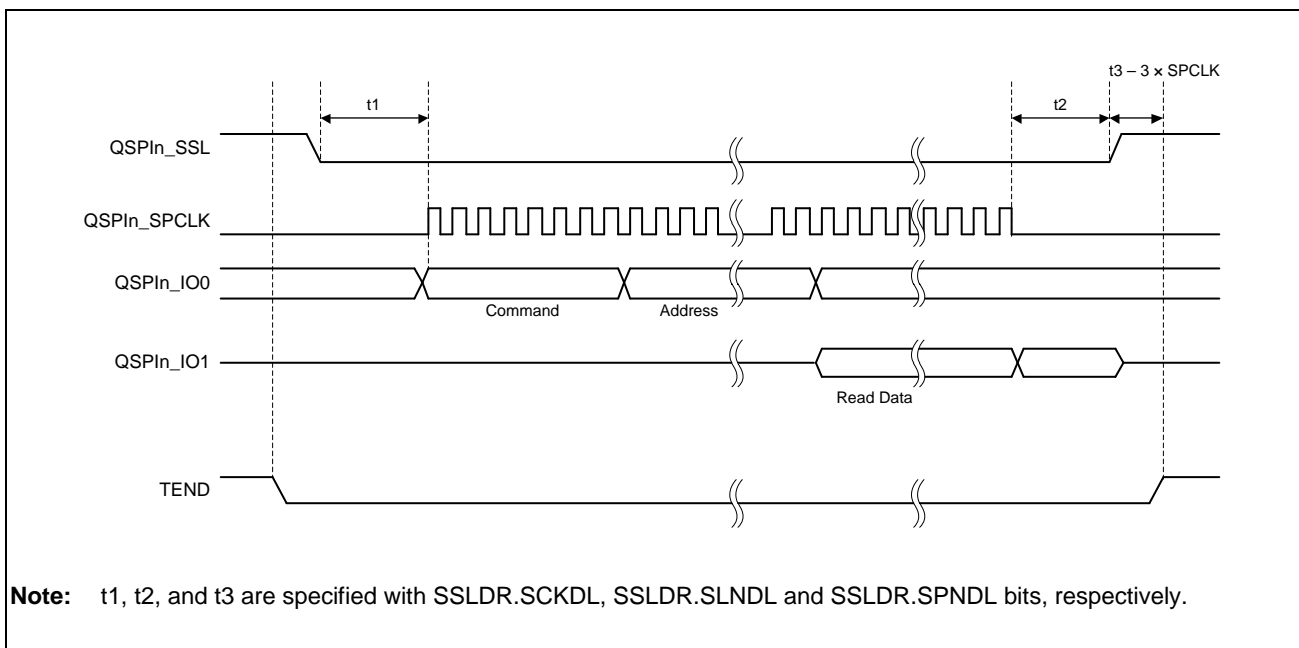 t3 – 3 × SPCLK
t1
t2
QSPIn_SSL
QSPIn_SPCLK
QSPIn_IO0
Command
Address
QSPIn_IO1
Read Data
TEND
Note: t1, t2, and t3 are specified with SSLDR.SCKDL, SSLDR.SLNDL and SSLDR.SPNDL bits, respectively.